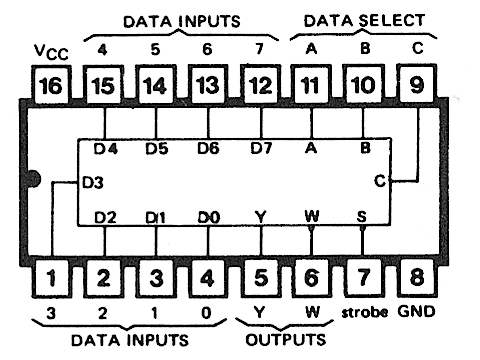 DATA INPUTS DATA SELECT
VCC 4 5 6 7 A B C
16 15 14 13 12 11 10 9
D4 D5 D6 D7 A B
D3 C
D2 D1 D0 Y W S
1 2 3 4 5 6 7 8
3 2 1 0 Y W strobe GND
DATA INPUTS OUTPUTS